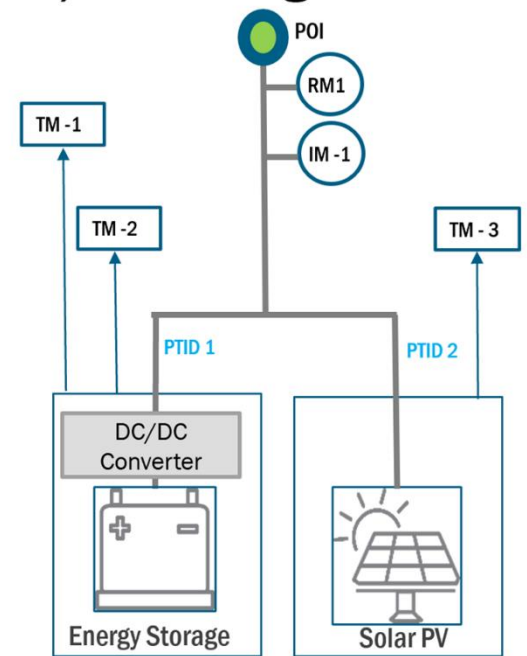 POI
RM1
IM -1
TM -1
TM -2
TM - 3
PTID 1
PTID 2
DC/DC
Converter
Energy Storage
Solar PV